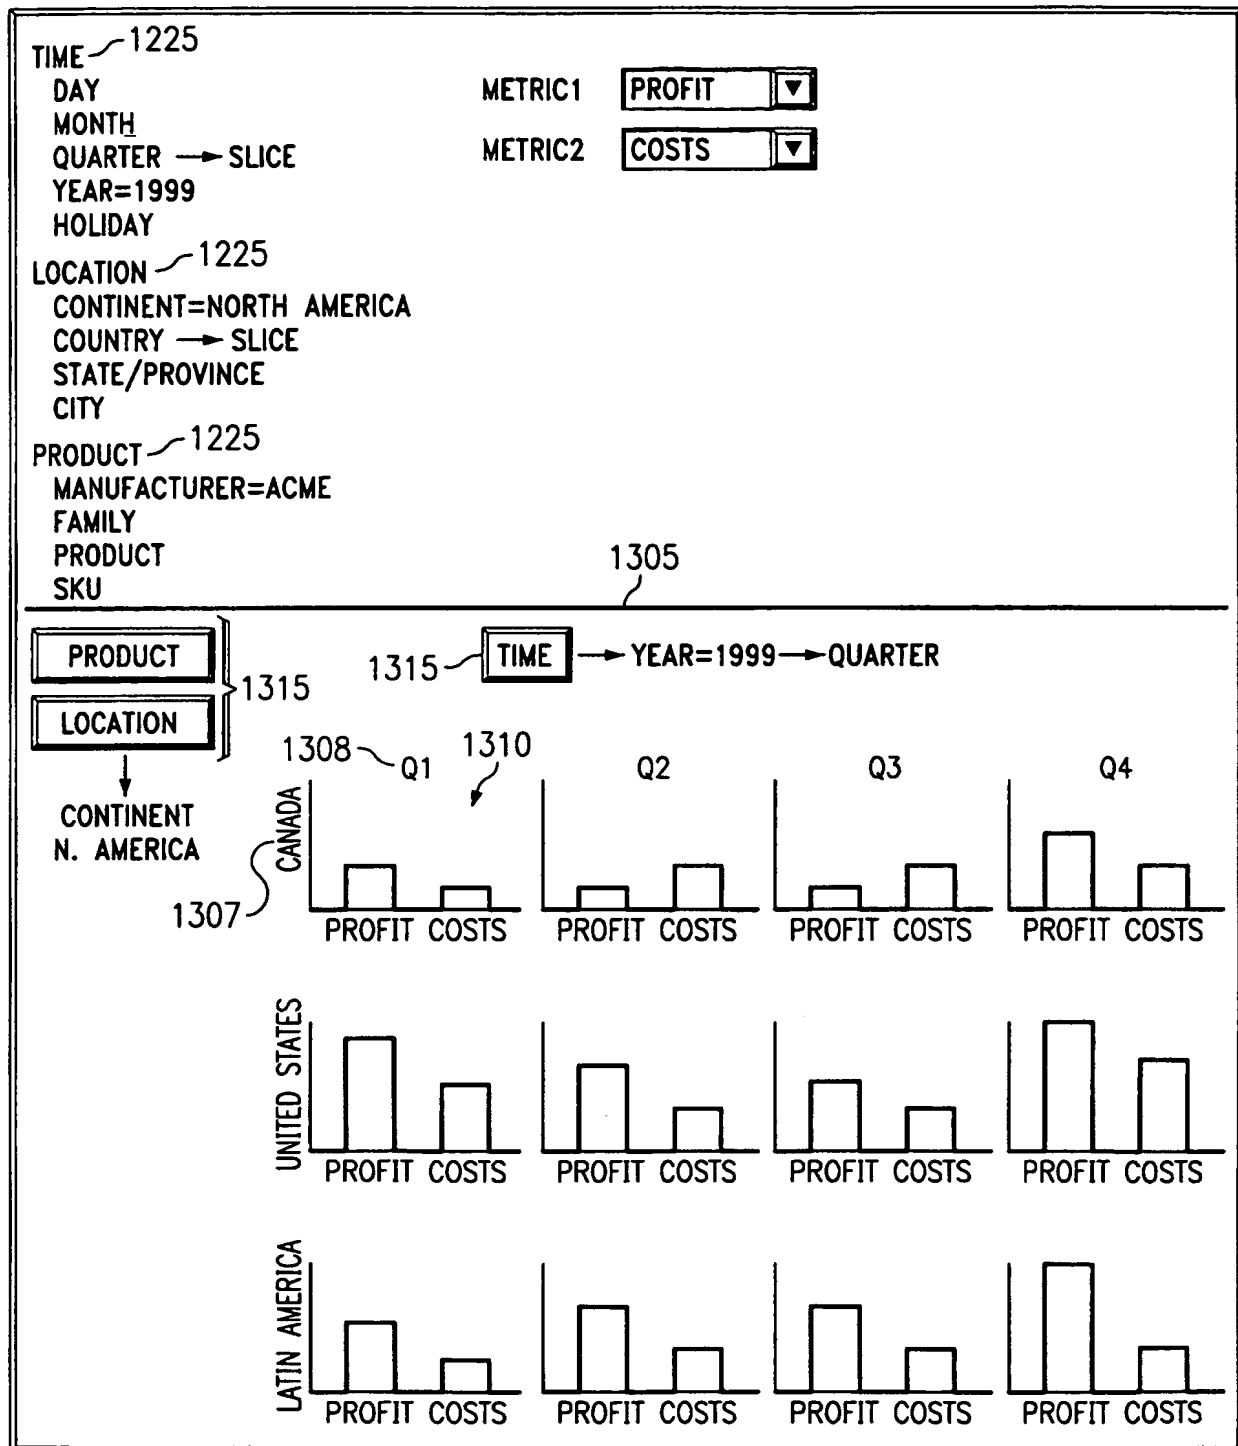 TIME 1225
DAY
MONTH
QUARTER → SLICE
YEAR=1999
HOLIDAY
METRIC1 PROFIT ▼
METRIC2 COSTS ▼
LOCATION 1225
CONTINENT=NORTH AMERICA
COUNTRY → SLICE
STATE/PROVINCE
CITY
PRODUCT 1225
MANUFACTURER=ACME
FAMILY
PRODUCT
SKU
1305
PRODUCT
LOCATION
1315
CONTINENT
N. AMERICA
1315 TIME → YEAR=1999 → QUARTER
1308 Q1 1310 Q2 Q3 Q4
CANADA
1307
PROFIT COSTS PROFIT COSTS PROFIT COSTS PROFIT COSTS
UNITED STATES
PROFIT COSTS PROFIT COSTS PROFIT COSTS PROFIT COSTS
LATIN AMERICA
PROFIT COSTS PROFIT COSTS PROFIT COSTS PROFIT COSTS